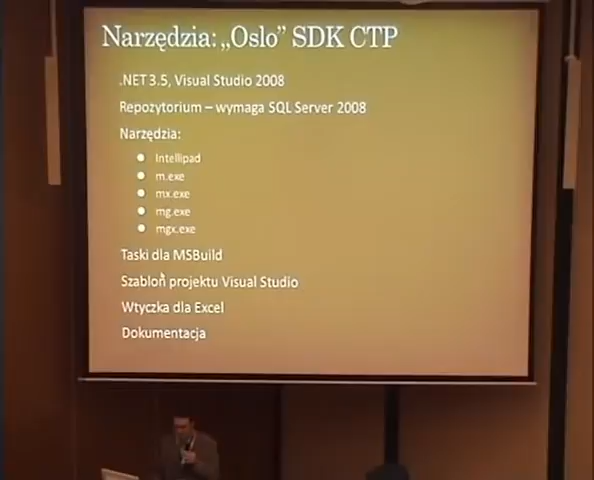 Narzędzia: „Oslo” SDK CTP
.NET 3.5, Visual Studio 2008
Repozytorium – wymaga SQL Server 2008
Narzędzia:
Intellipad
m.exe
mx.exe
mg.exe
mgx.exe
Taski dla MSBuild
Szablon projektu Visual Studio
Wtyczka dla Excel
Dokumentacja